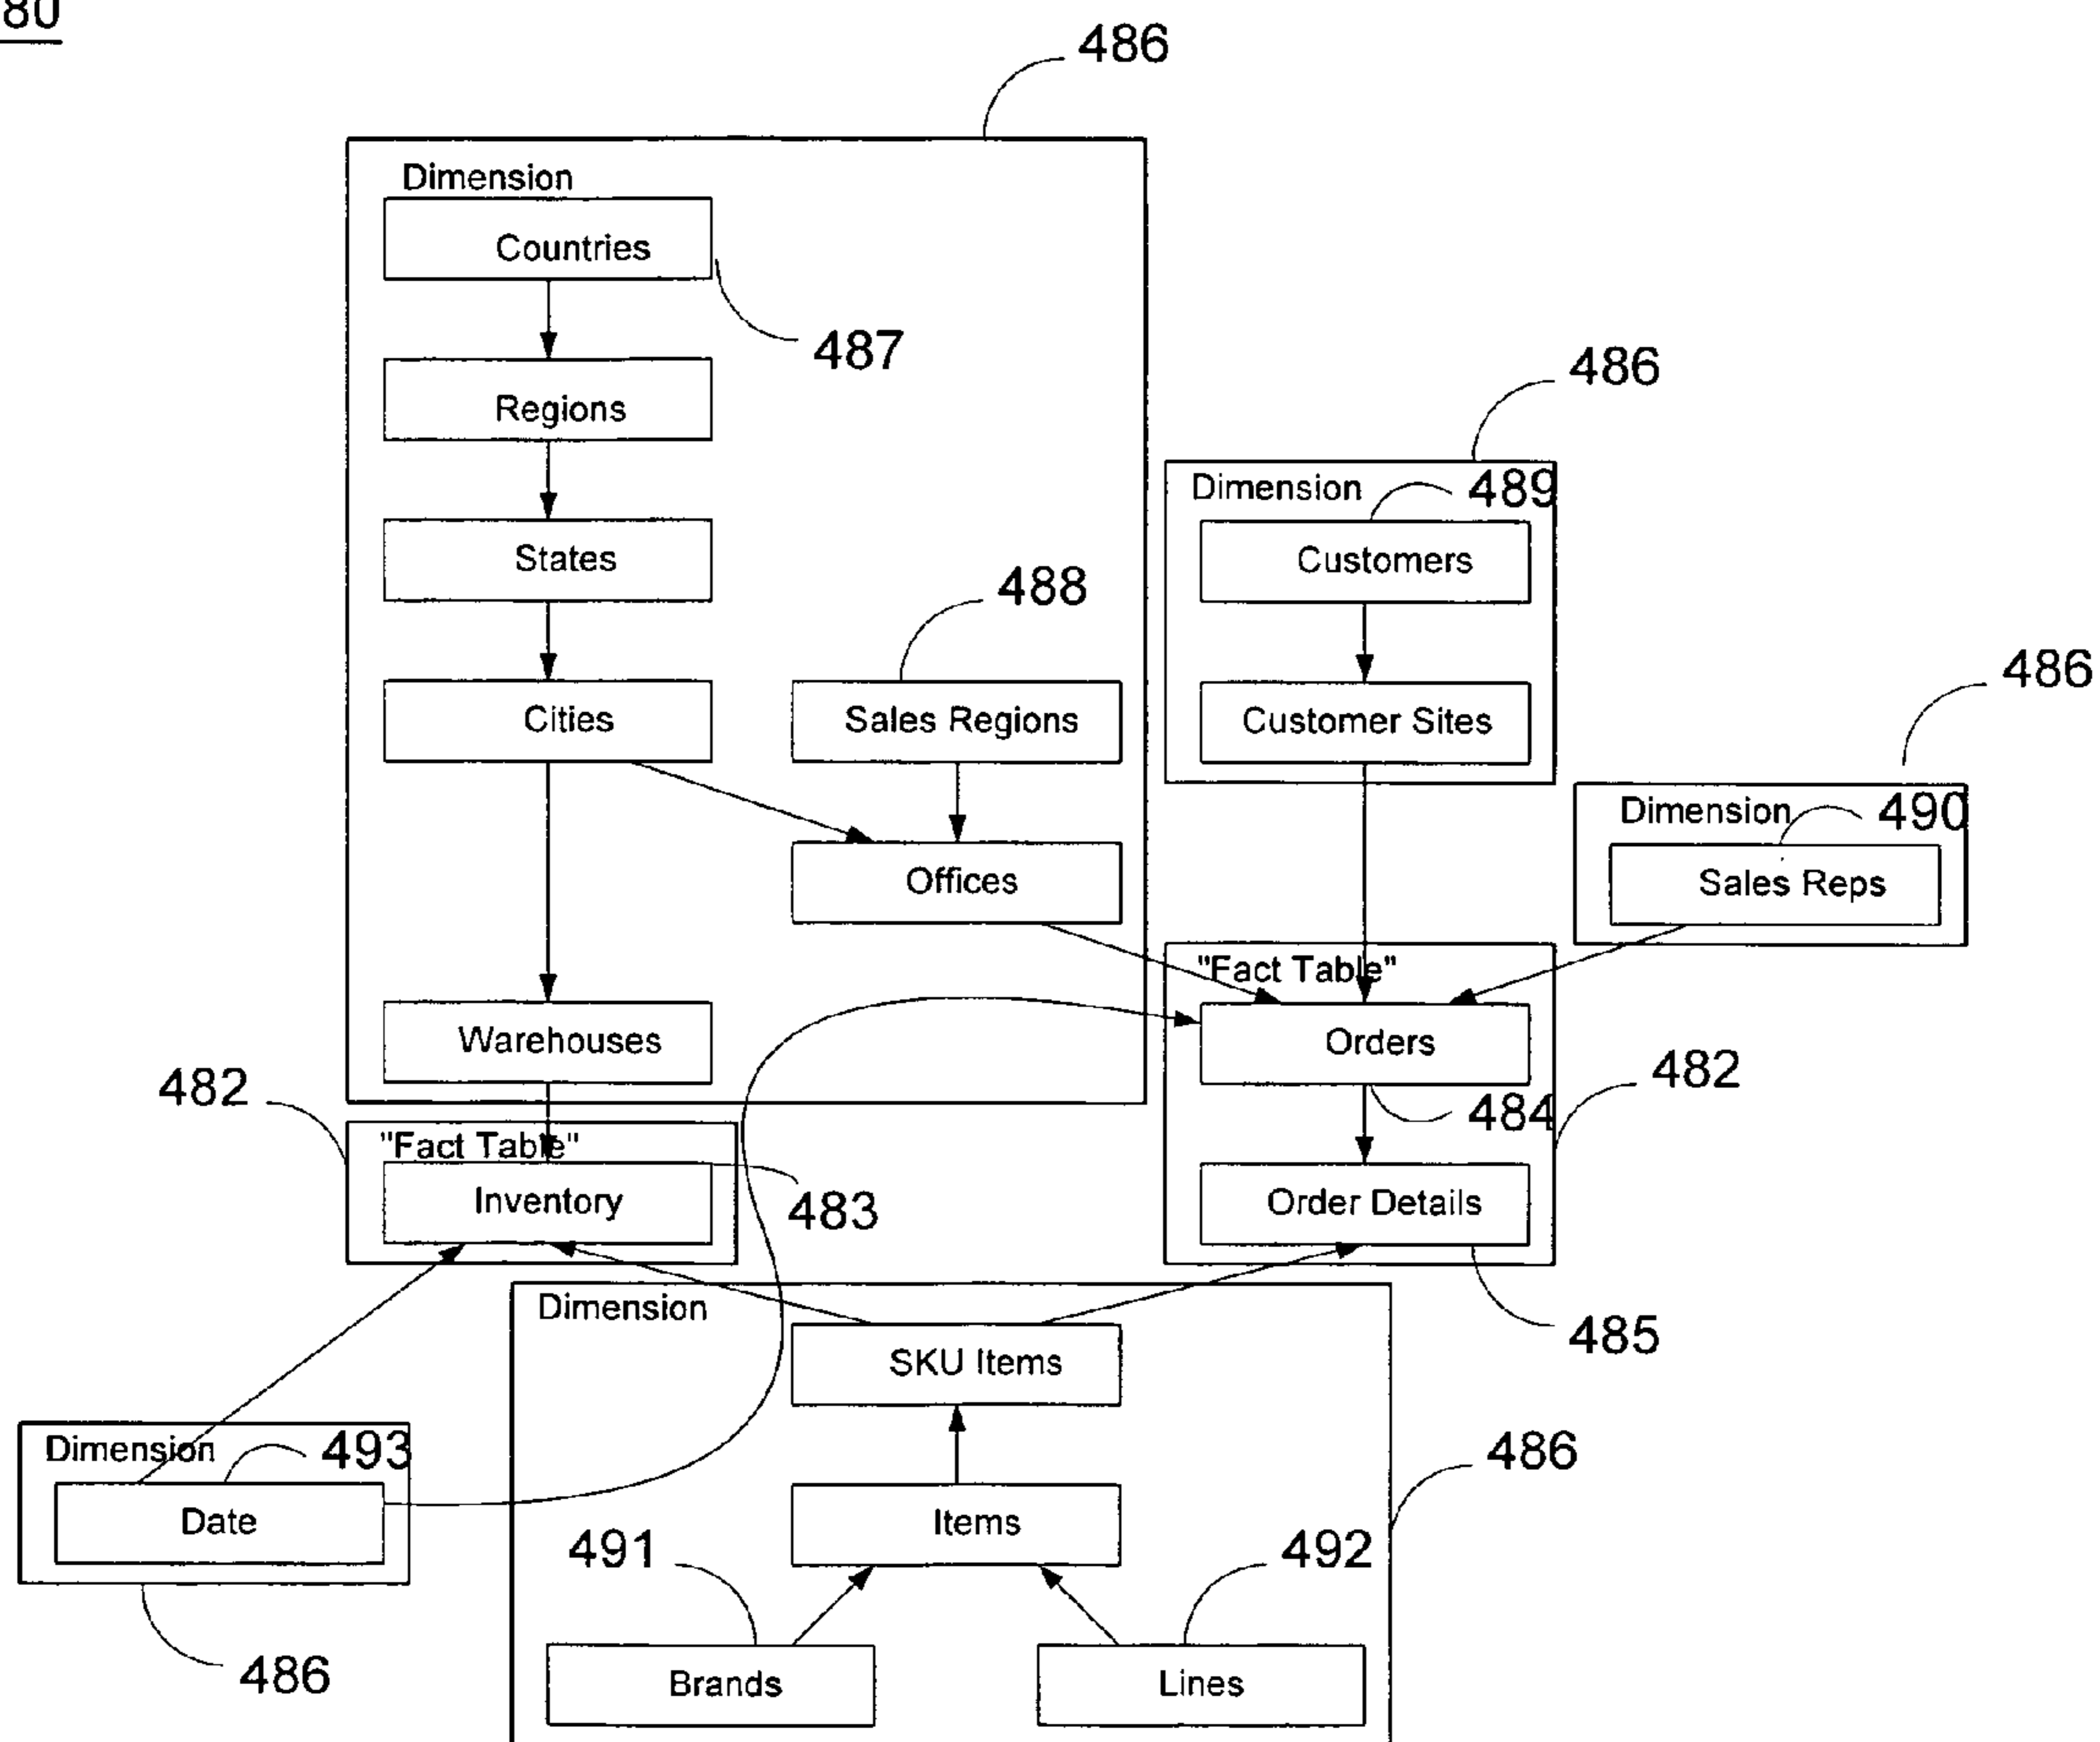 80
486
Dimension
Countries
487
Regions
486
Dimension
489
States
Customers
488
486
Cities
Sales Regions
Customer Sites
Dimension
490
Offices
Sales Reps
"Fact Table"
Warehouses
Orders
482
482
484
"Fact Table"
Inventory
483
Order Details
Dimension
485
SKU Items
Dimension
493
486
Date
Items
491
492
486
Brands
Lines